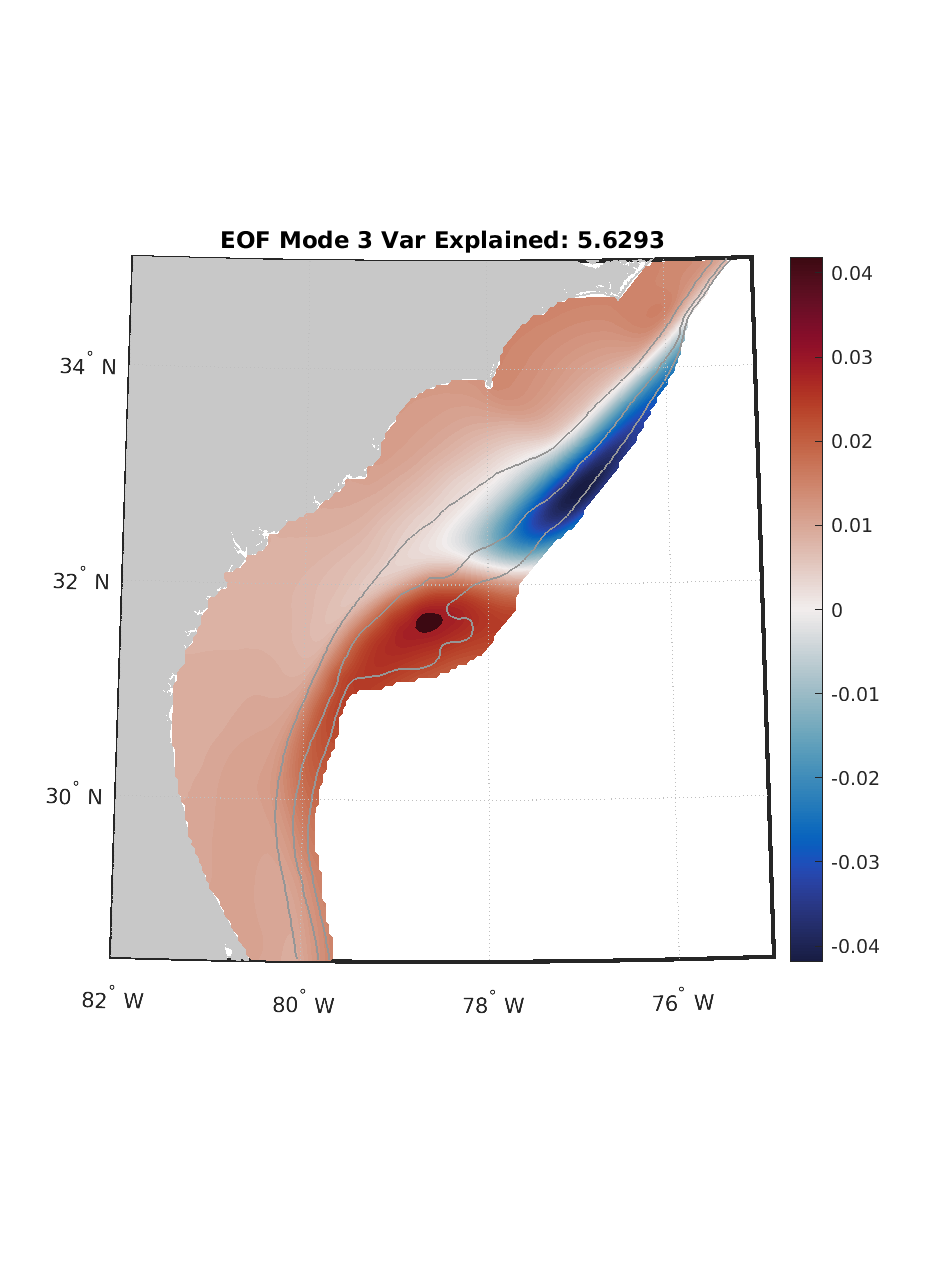 EOF Mode 3 Var Explained: 5.6293
0.04
34° N
0.03
0.02
0.01
32° N
0
-0.01
30° N
-0.02
-0.03
-0.04
82° W
80° W
78° W
76° W